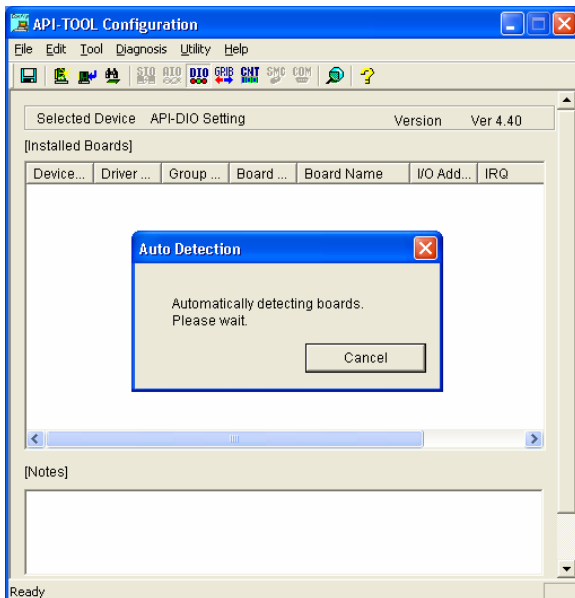 API-TOOL Configuration
File Edit Tool Diagnosis Utility Help
SIO AIO DIO GPIB CNT SMC COM
Selected Device API-DIO Setting Version Ver 4.40
[Installed Boards]
Device... Driver ... Group ... Board ... Board Name I/O Add... IRQ
Auto Detection
Automatically detecting boards.
Please wait.
Cancel
[Notes]
Ready